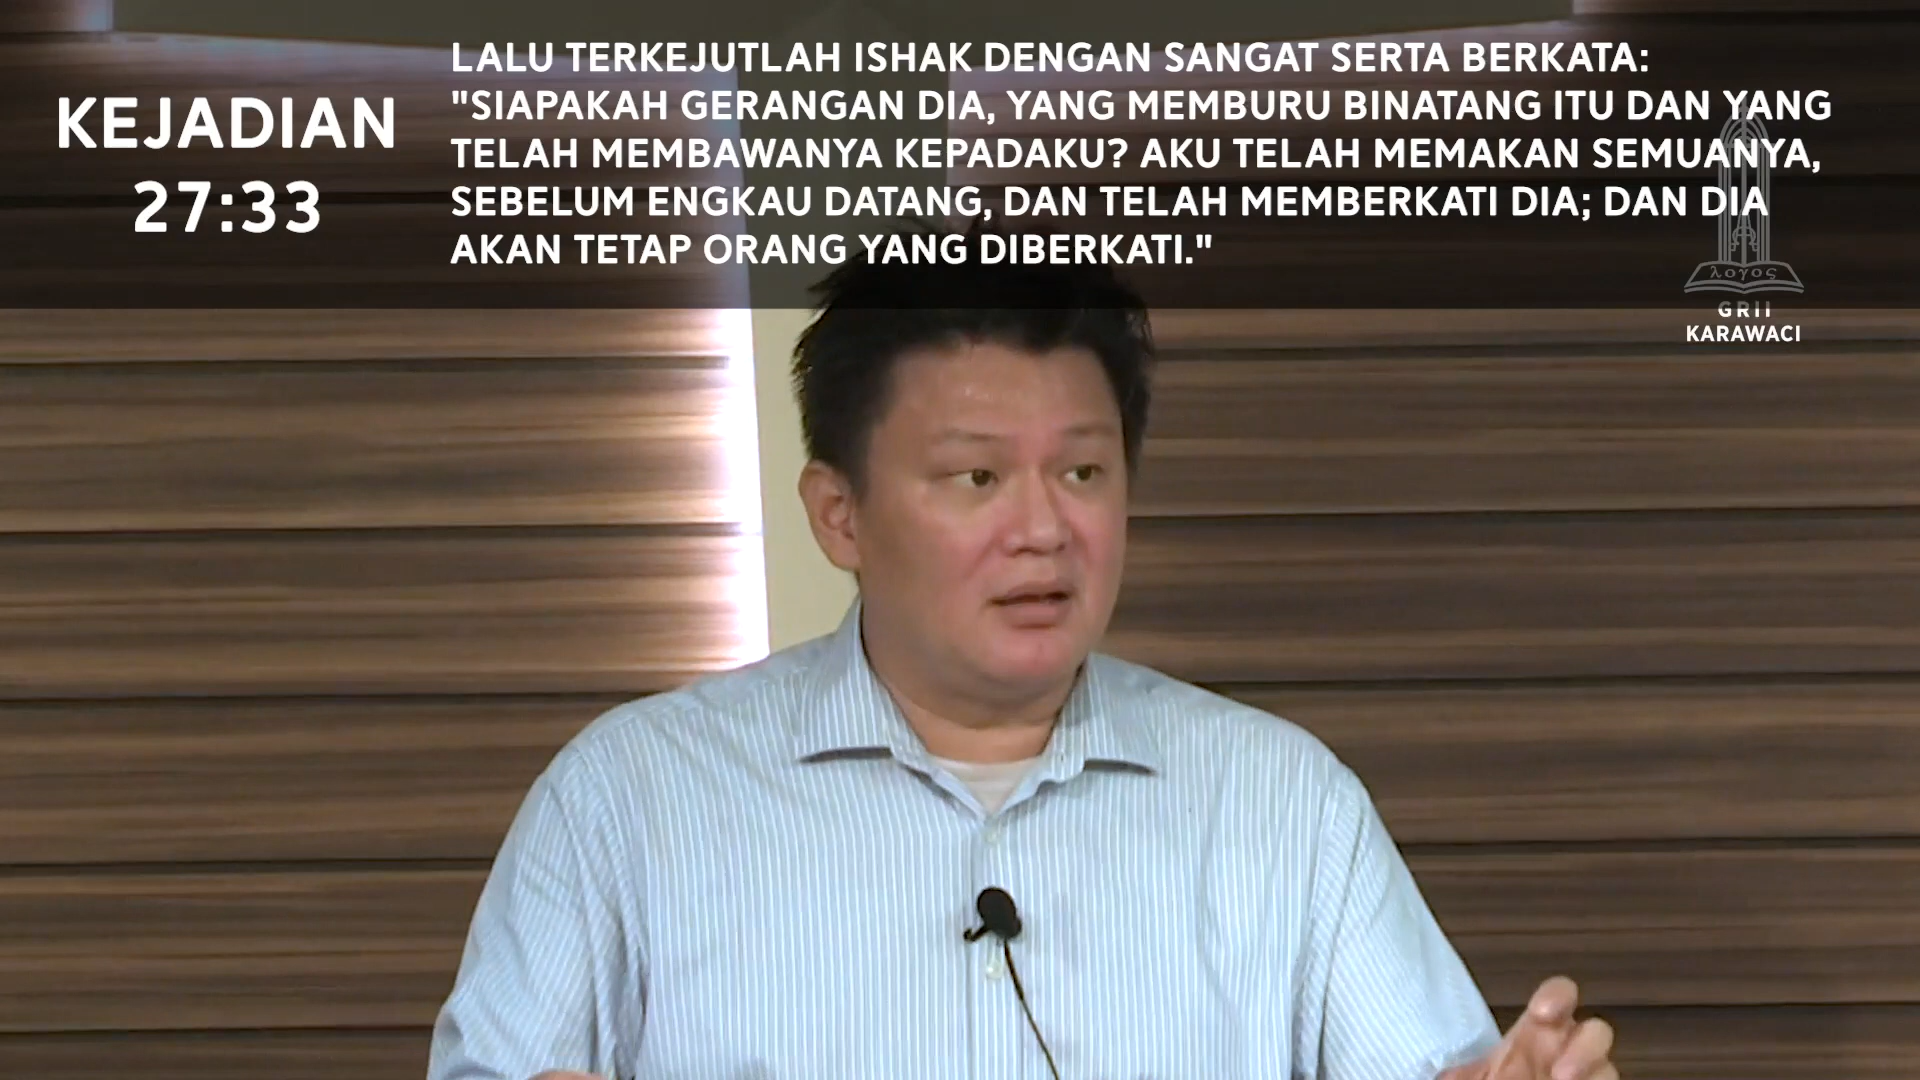 KEJADIAN
27:33
LALU TERKEJUTLAH ISHAK DENGAN SANGAT SERTA BERKATA:
"SIAPAKAH GERANGAN DIA, YANG MEMBURU BINATANG ITU DAN YANG
TELAH MEMBAWANYA KEPADAKU? AKU TELAH MEMAKAN SEMUANYA,
SEBELUM ENGKAU DATANG, DAN TELAH MEMBERKATI DIA; DAN DIA
AKAN TETAP ORANG YANG DIBERKATI."
λογος
GRII
KARAWACI